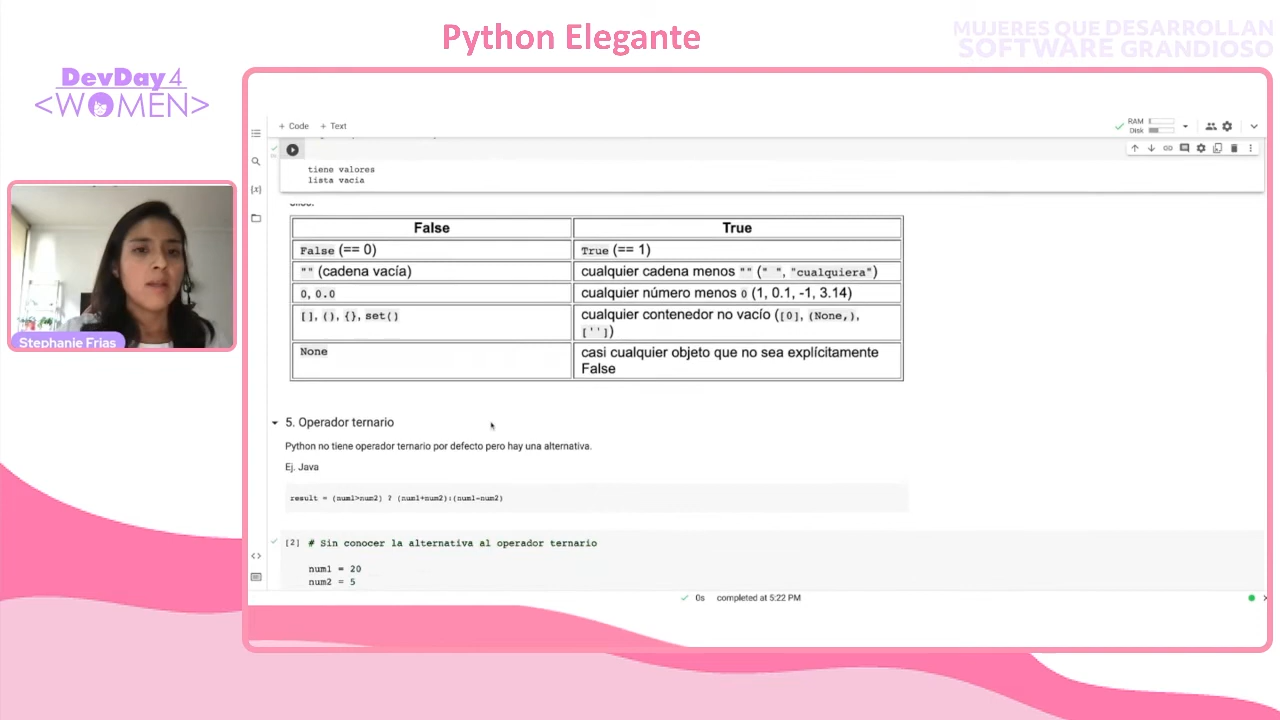 Python Elegante
MUJERES QUE DESARROLLAN
SOFTWARE GRANDIOSO
DevDay4
<WOMEN>
Stephanie Frias
+ Code + Text
RAM
Disk
tiene valores
lista vacia
False True
False (== 0) True (== 1)
"" (cadena vacía) cualquier cadena menos "" (" ", "cualquiera")
0, 0.0 cualquier número menos 0 (1, 0.1, -1, 3.14)
[], (), {}, set() cualquier contenedor no vacío ([0], (None,),
[''])
None casi cualquier objeto que no sea explícitamente
False
5. Operador ternario
Python no tiene operador ternario por defecto pero hay una alternativa.
Ej. Java
result = (num1>num2) ? (num1+num2):(num1-num2)
[2] # Sin conocer la alternativa al operador ternario
num1 = 20
num2 = 5
0s completed at 5:22 PM